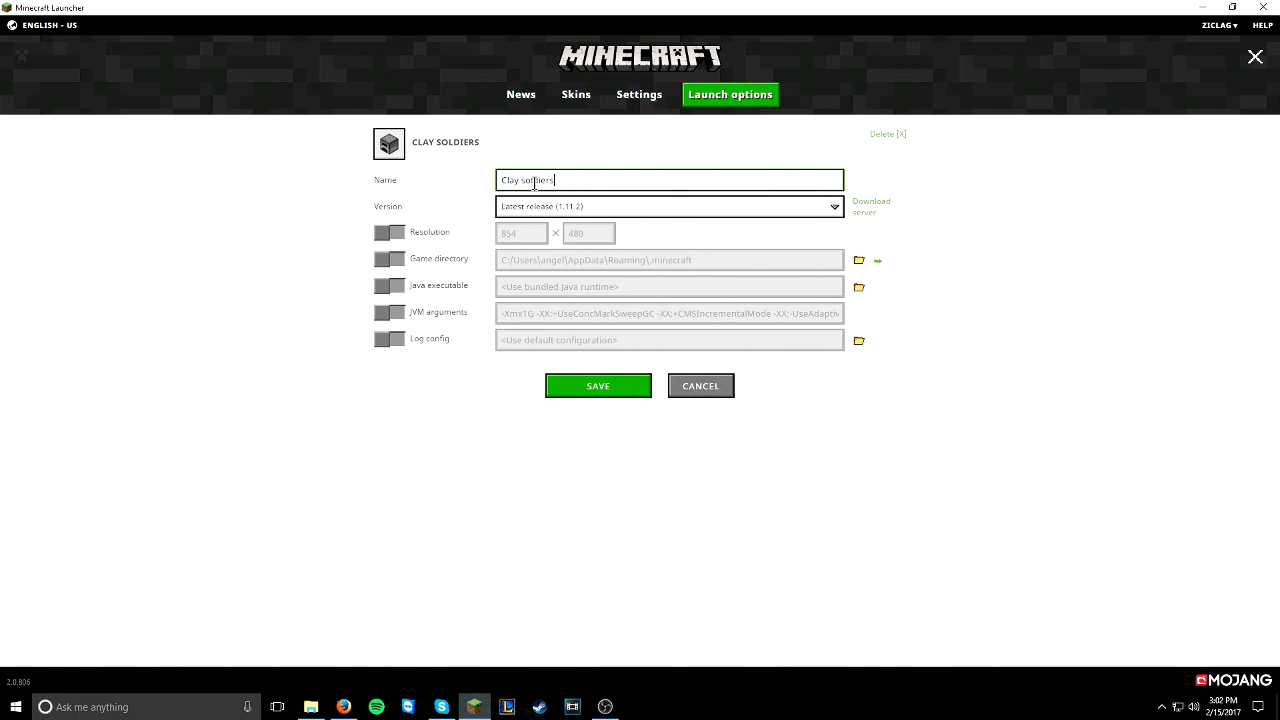 Minecraft Launcher
ENGLISH - US
ZICLAG
HELP
MINECRAFT
News
Skins
Settings
Launch options
CLAY SOLDIERS
Delete [X]
Name
Clay soldiers
Version
Latest release (1.11.2)
Download
server
Resolution
854
×
480
Game directory
C:/Users\angel\AppData\Roaming\.minecraft
Java executable
<Use bundled Java runtime>
JVM arguments
-Xmx1G -XX:+UseConcMarkSweepGC -XX:+CMSIncrementalMode -XX:-UseAdaptiv
Log config
<Use default configuration>
SAVE
CANCEL
2.0.806
MOJANG
Ask me anything
3:02 PM
2/15/2017